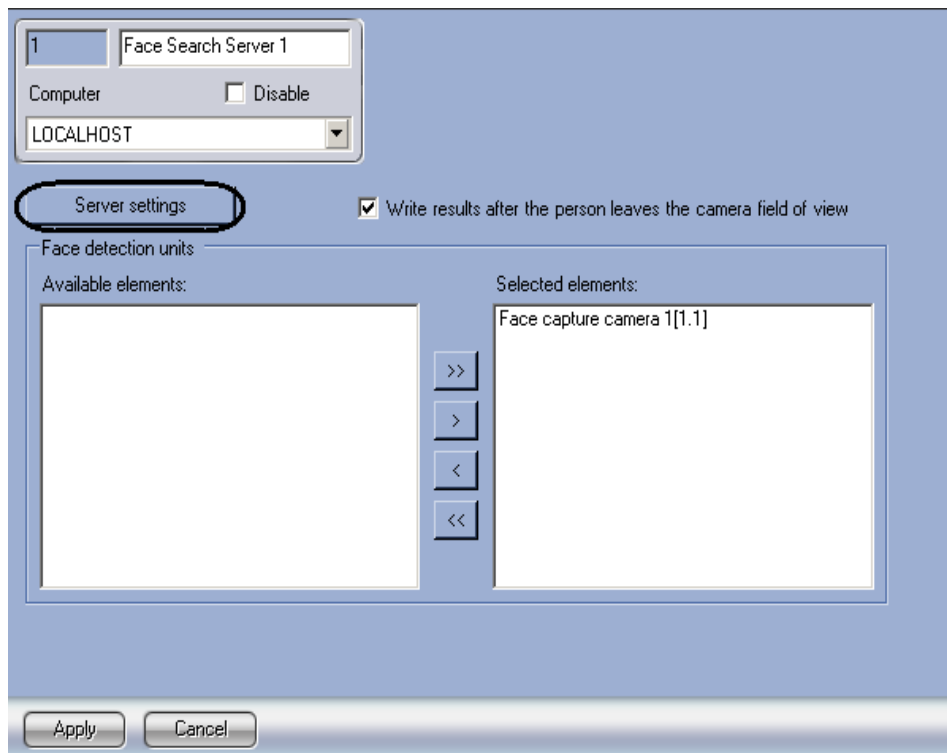 1 Face Search Server 1
Computer Disable
LOCALHOST
Server settings Write results after the person leaves the camera field of view
Face detection units
Available elements: Selected elements:
Face capture camera 1[1.1]
>>
>
<
<<
Apply Cancel